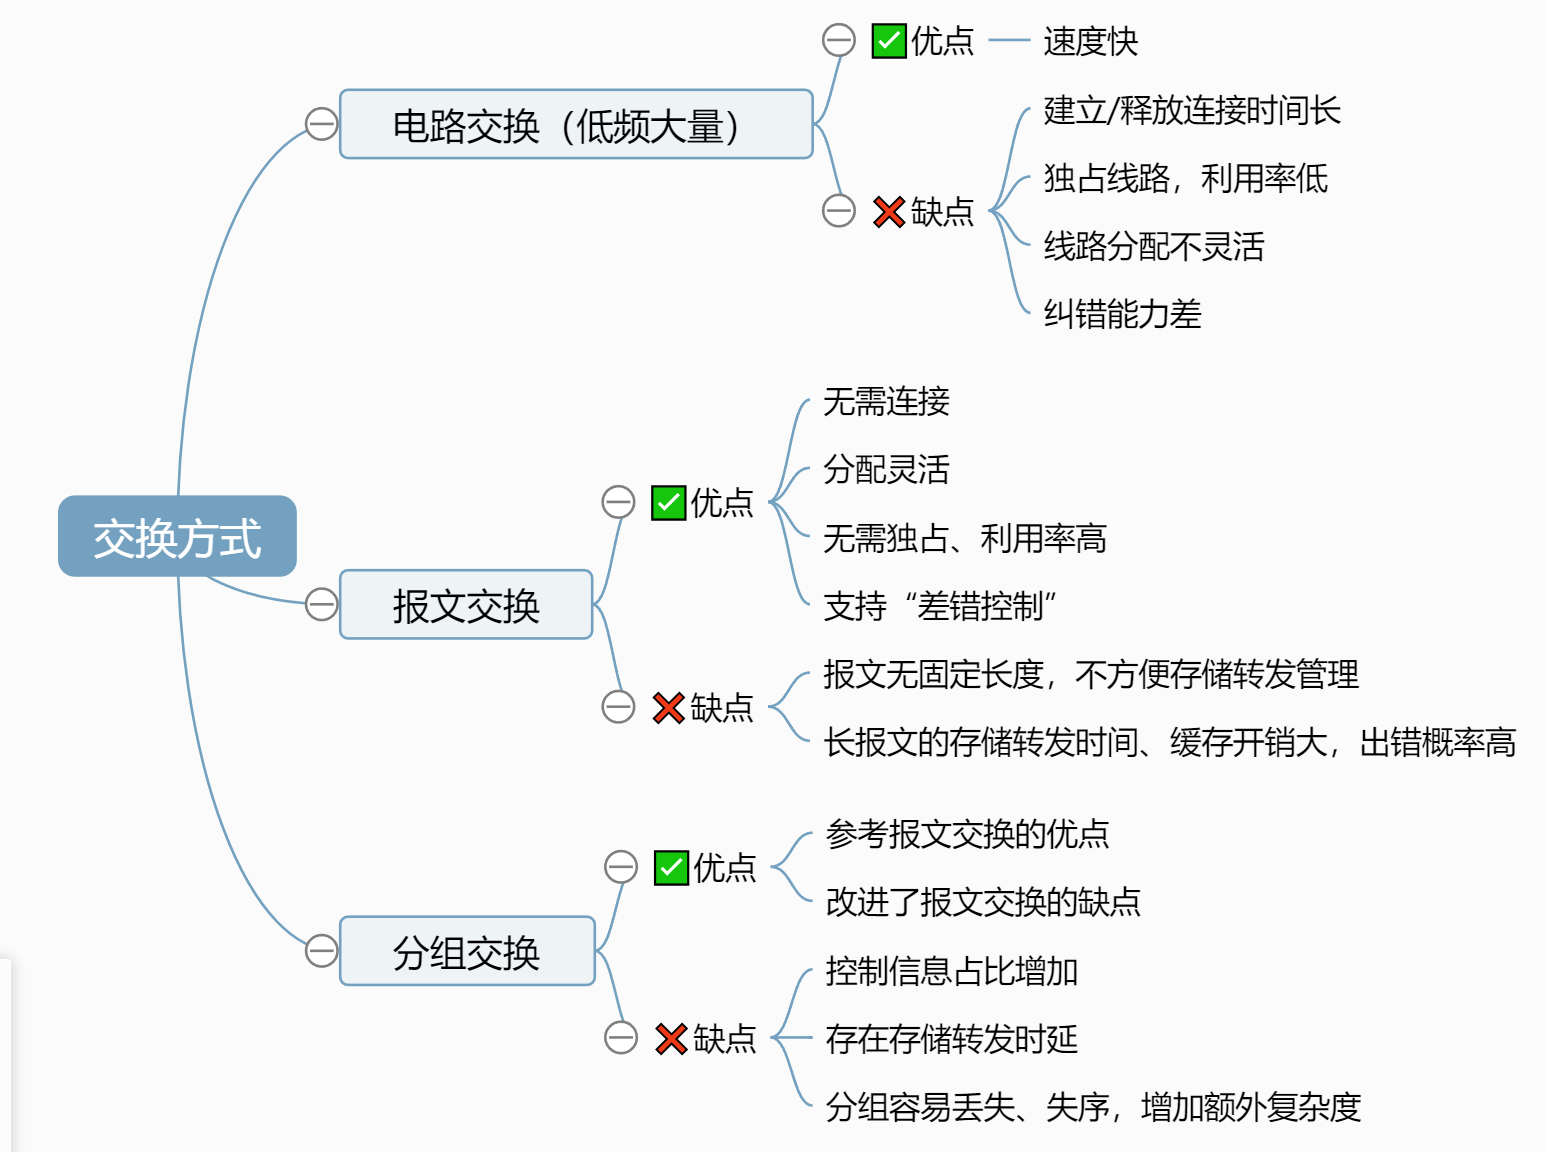 交换方式
电路交换（低频大量）
优点
速度快
缺点
建立/释放连接时间长
独占线路，利用率低
线路分配不灵活
纠错能力差
报文交换
优点
无需连接
分配灵活
无需独占、利用率高
支持“差错控制”
缺点
报文无固定长度，不方便存储转发管理
长报文的存储转发时间、缓存开销大，出错概率高
分组交换
优点
参考报文交换的优点
改进了报文交换的缺点
缺点
控制信息占比增加
存在存储转发时延
分组容易丢失、失序，增加额外复杂度